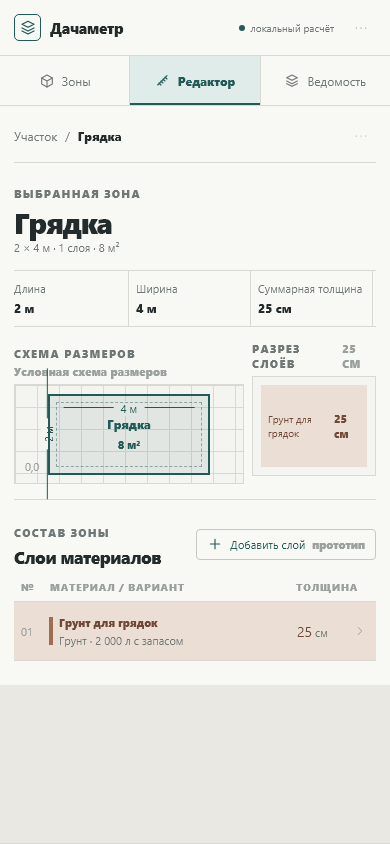 Дачаметр
локальный расчёт
...
Зоны
Редактор
Ведомость
Участок / Грядка
...
ВЫБРАННАЯ ЗОНА
Грядка
2 × 4 м · 1 слоя · 8 м²
Длина
2 м
Ширина
4 м
Суммарная толщина
25 см
СХЕМА РАЗМЕРОВ
Условная схема размеров
4 м
2 м
Грядка
8 м²
0,0
РАЗРЕЗ
СЛОЁВ
25
СМ
Грунт для
грядок
25
см
СОСТАВ ЗОНЫ
Слои материалов
Добавить слой прототип
№ МАТЕРИАЛ / ВАРИАНТ ТОЛЩИНА
01
Грунт для грядок
Грунт · 2 000 л с запасом
25 см